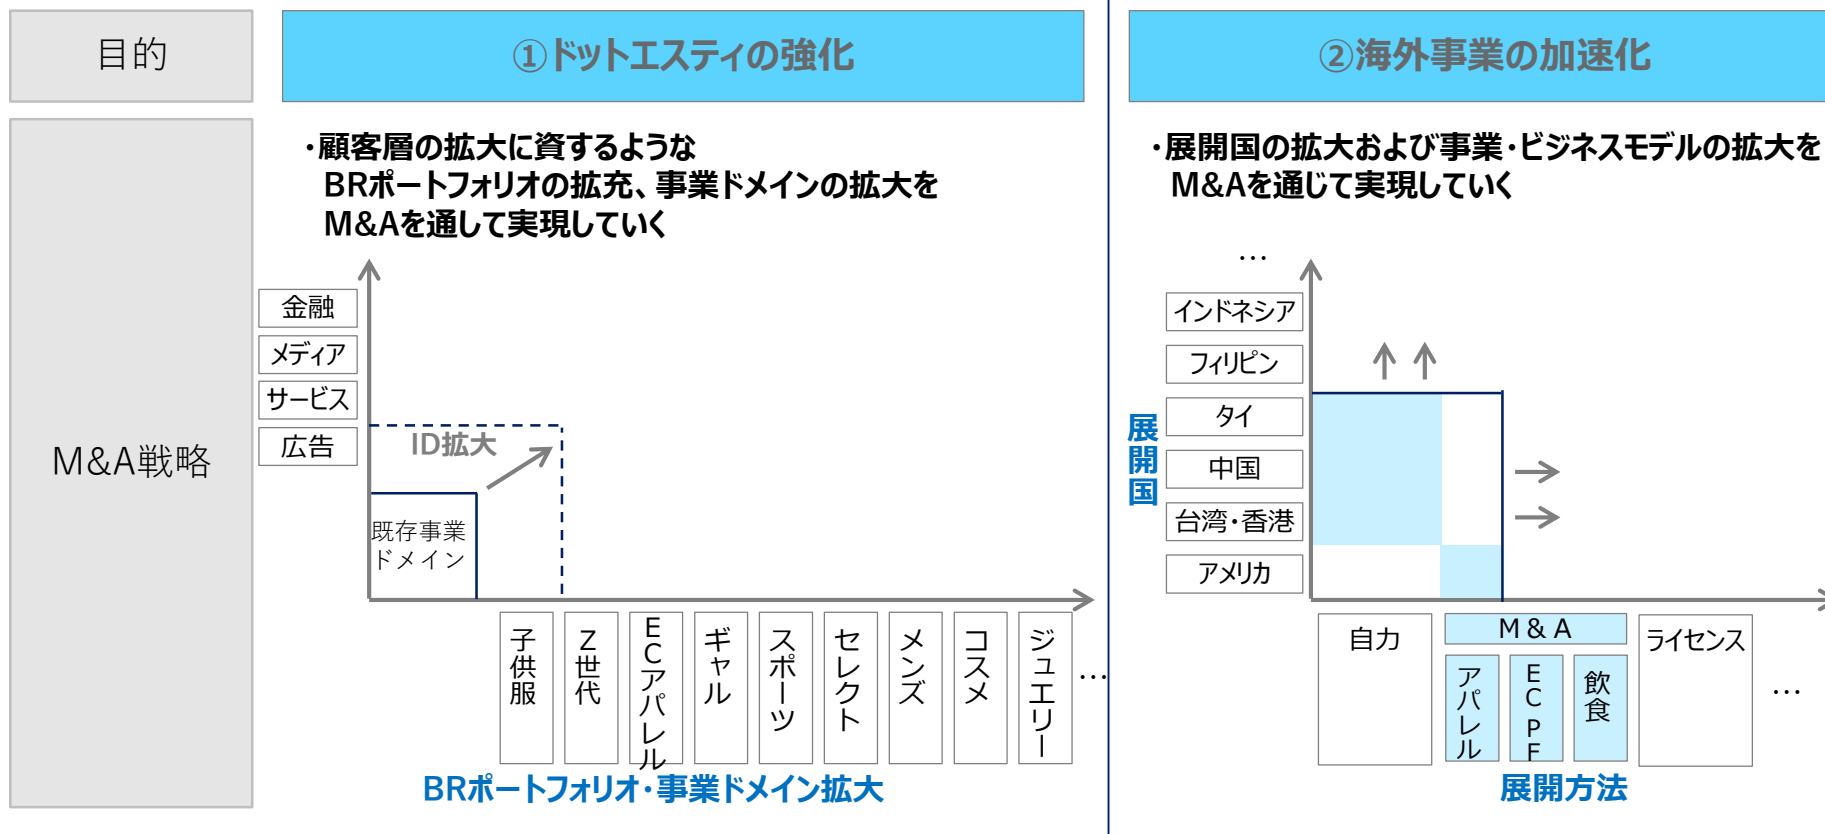 目的
①ドットエスティの強化
②海外事業の加速化
M&A戦略
・顧客層の拡大に資するような
BRポートフォリオの拡充、事業ドメインの拡大を
M&Aを通して実現していく
金融
メディア
サービス
広告
ID拡大
既存事業
ドメイン
子供服
Z世代
ECアパレル
ギャル
スポーツ
セレクト
メンズ
コスメ
ジュエリー
…
BRポートフォリオ・事業ドメイン拡大
・展開国の拡大および事業・ビジネスモデルの拡大を
M&Aを通じて実現していく
…
インドネシア
フィリピン
タイ
中国
台湾・香港
アメリカ
展開国
自力
M&A
アパレル
EC PF
飲食
ライセンス
…
展開方法